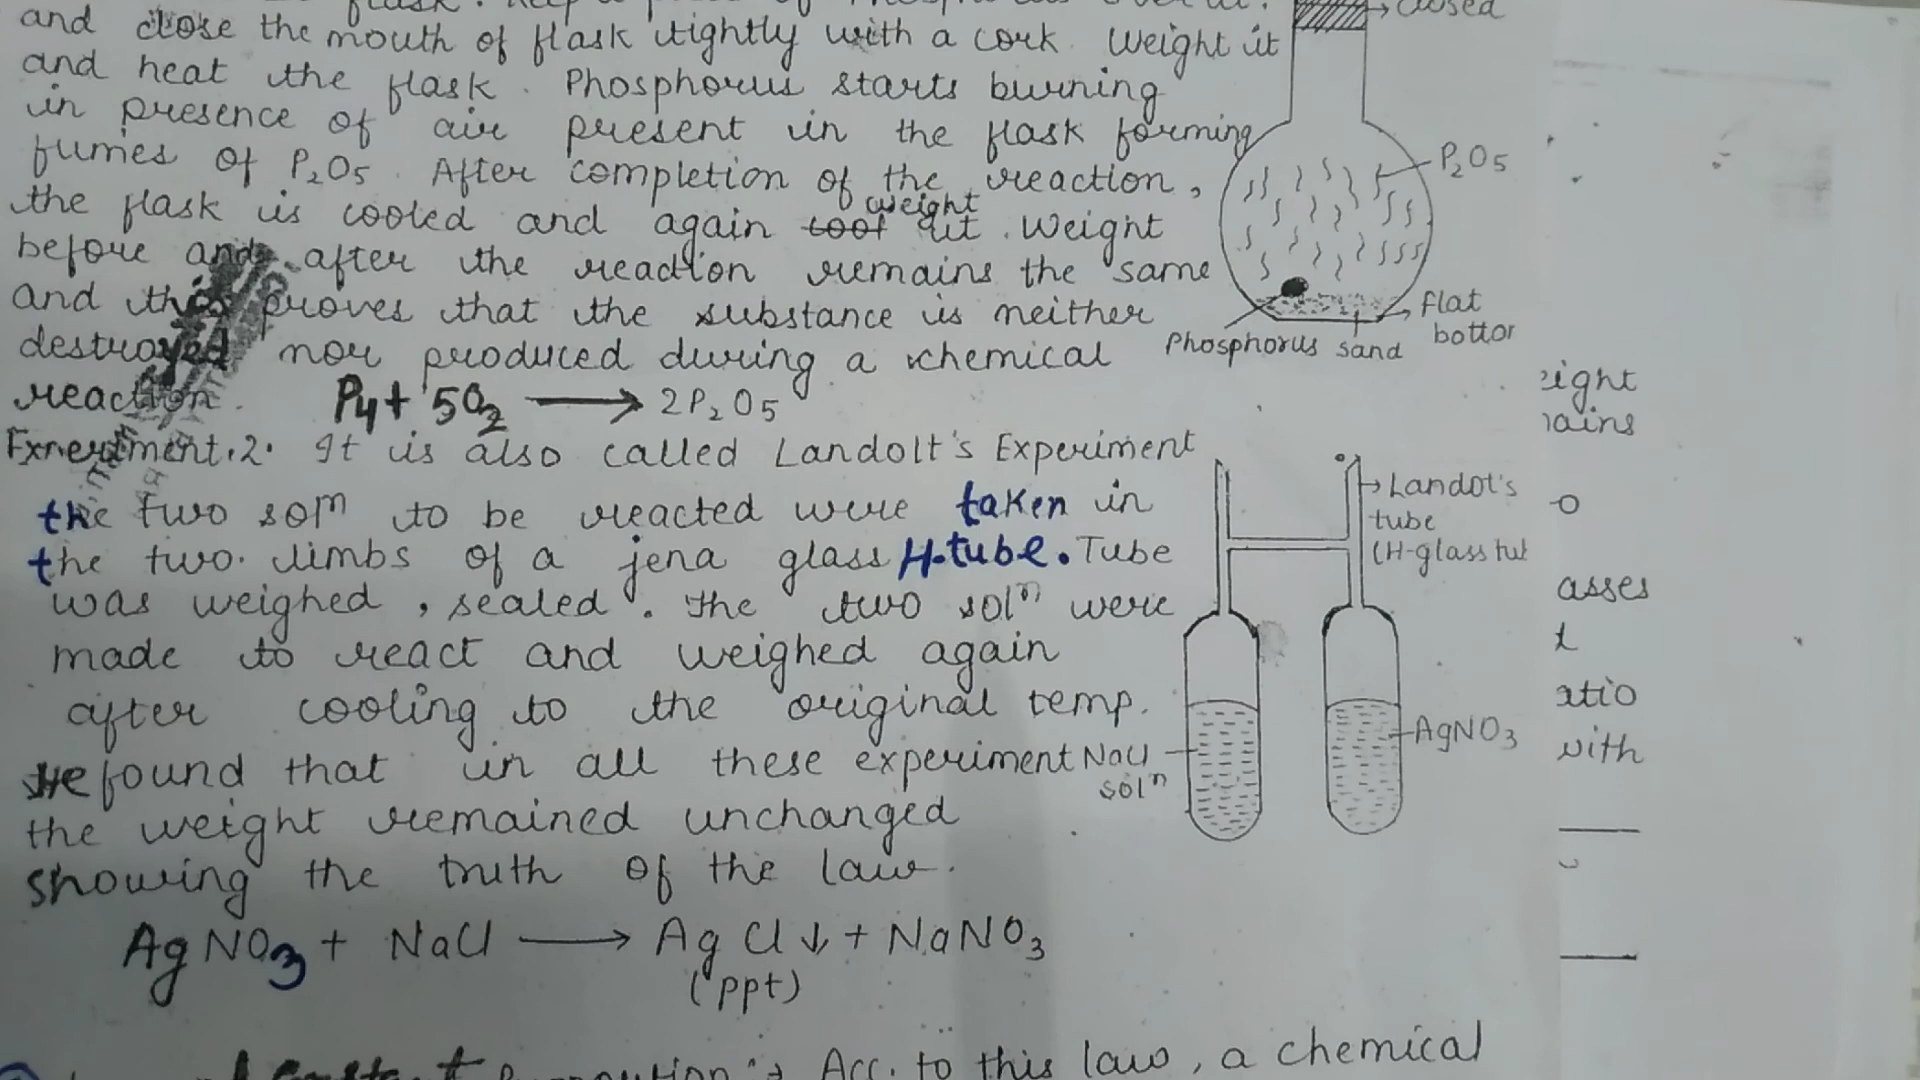 and close the mouth of flask tightly with a cork. Weight it
and heat the flask. Phosphorus starts burning
in presence of air present in the flask forming
fumes of P₂O₅. After completion of the reaction,
the flask is cooled and again weight it. Weight
before and after the reaction remains the same
and this proves that the substance is neither
destroyed nor produced during a chemical
reaction.
P₄ + 5O₂ ⟶ 2P₂O₅
closed
P₂O₅
flat
bottor
Phosphorus sand
Experiment.2. It is also called Landolt's Experiment
the two solⁿ to be reacted were taken in
the two limbs of a jena glass H-tube. Tube
was weighed, sealed. The two solⁿ were
made to react and weighed again
after cooling to the original temp.
He found that in all these experiment
the weight remained unchanged
showing the truth of the law.
AgNO₃ + NaCl ⟶ AgCl↓ + NaNO₃
(ppt)
Landot's
tube
(H-glass tut
NaCl
solⁿ
AgNO₃
Acc. to this law, a chemical
eight
nains
o
asses
t
atio
with